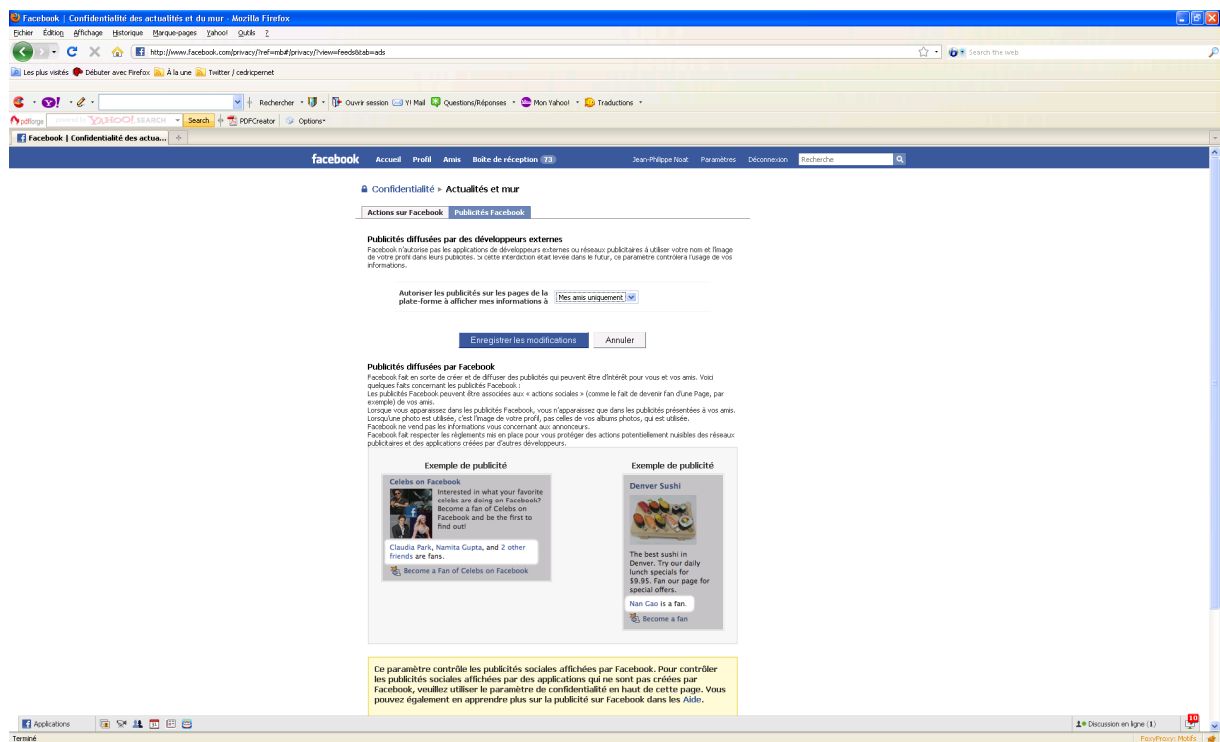 Facebook | Confidentialité des actualités et du mur - Mozilla Firefox
Fichier Édition Affichage Historique Marque-pages Yahoo! Outils ?
http://www.facebook.com/privacy/?ref=mb#/privacy/?view=feeds&tab=ads
Search the web
Les plus visités Débuter avec Firefox À la une Twitter / cedricpernet
Y! Rechercher Ouvrir session Y! Mail Questions/Réponses Mon Yahoo! Traductions
pdfforge powered by YAHOO! SEARCH Search PDFCreator Options
Facebook | Confidentialité des actua...
facebook Accueil Profil Amis Boîte de réception 73 Jean-Philippe Noat Paramètres Déconnexion Recherche
Confidentialité ▸ Actualités et mur
Actions sur Facebook Publicités Facebook
Publicités diffusées par des développeurs externes
Facebook n'autorise pas les applications de développeurs externes ou réseaux publicitaires à utiliser votre nom et l'image
de votre profil dans leurs publicités. Si cette interdiction était levée dans le futur, ce paramètre contrôlera l'usage de vos
informations.
Autoriser les publicités sur les pages de la
plate-forme à afficher mes informations à
Mes amis uniquement
Enregistrer les modifications Annuler
Publicités diffusées par Facebook
Facebook fait en sorte de créer et de diffuser des publicités qui peuvent être d'intérêt pour vous et vos amis. Voici
quelques faits concernant les publicités Facebook :
Les publicités Facebook peuvent être associées aux « actions sociales » (comme le fait de devenir fan d'une Page, par
exemple) de vos amis.
Lorsque vous apparaissez dans les publicités Facebook, vous n'apparaissez que dans les publicités présentées à vos amis.
Lorsqu'une photo est utilisée, c'est l'image de votre profil, pas celles de vos albums photos, qui est utilisée.
Facebook ne vend pas les informations vous concernant aux annonceurs.
Facebook fait respecter les règlements mis en place pour vous protéger des actions potentiellement nuisibles des réseaux
publicitaires et des applications créées par d'autres développeurs.
Exemple de publicité
Celebs on Facebook
Interested in what your favorite
celebs are doing on Facebook?
Become a fan of Celebs on
Facebook and be the first to
find out!
Claudia Park, Namita Gupta, and 2 other
friends are fans.
Become a Fan of Celebs on Facebook
Exemple de publicité
Denver Sushi
The best sushi in
Denver. Try our daily
lunch specials for
$9.95. Fan our page for
special offers.
Nan Gao is a fan.
Become a fan
Ce paramètre contrôle les publicités sociales affichées par Facebook. Pour contrôler
les publicités sociales affichées par des applications qui ne sont pas créées par
Facebook, veuillez utiliser le paramètre de confidentialité en haut de cette page. Vous
pouvez également en apprendre plus sur la publicité sur Facebook dans les Aide.
Applications Discussion en ligne (1) 10
Terminé FoxyProxy: Motifs